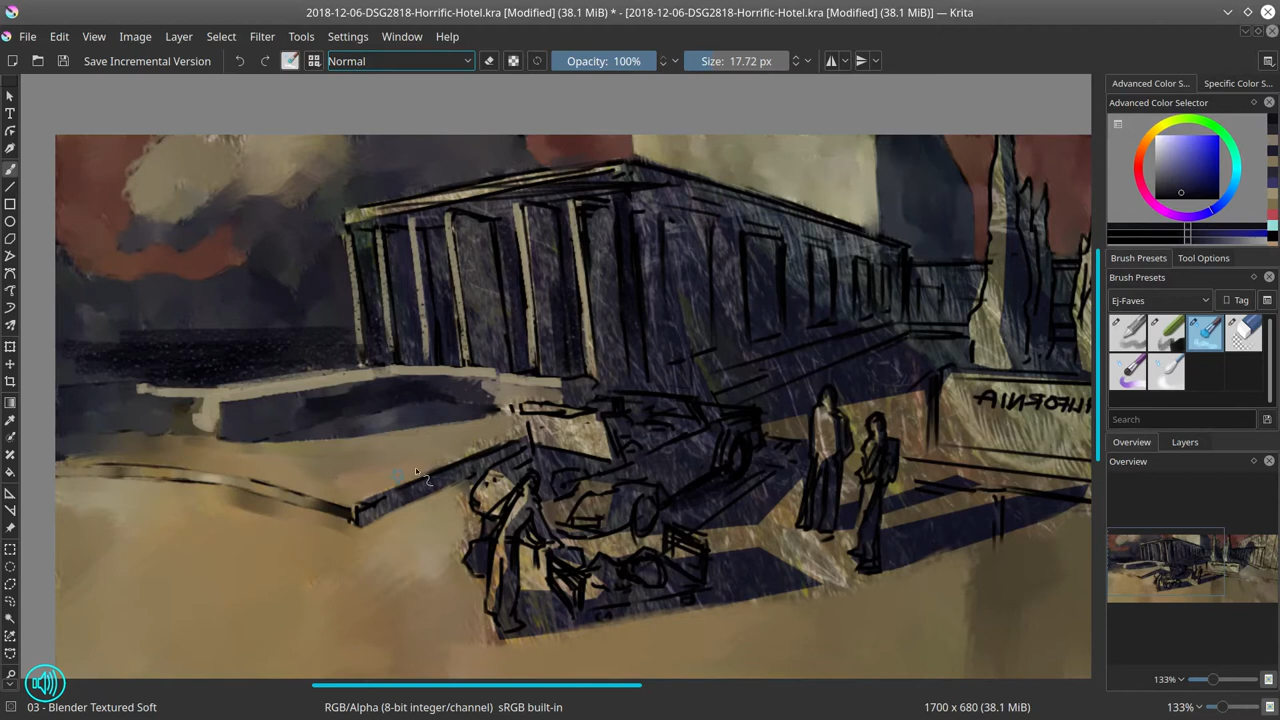 2018-12-06-DSG2818-Horrific-Hotel.kra [Modified] (38.1 MiB) * - [2018-12-06-DSG2818-Horrific-Hotel.kra [Modified] (38.1 MiB)] — Krita
File Edit View Image Layer Select Filter Tools Settings Window Help
Save Incremental Version Normal Opacity: 100% Size: 17.72 px
Advanced Color S... Specific Color S...
Advanced Color Selector
Brush Presets Tool Options
Brush Presets
Ej-Faves Tag
Search
Overview Layers
Overview
133%
03 - Blender Textured Soft RGB/Alpha (8-bit integer/channel) sRGB built-in 1700 x 680 (38.1 MiB) 133%